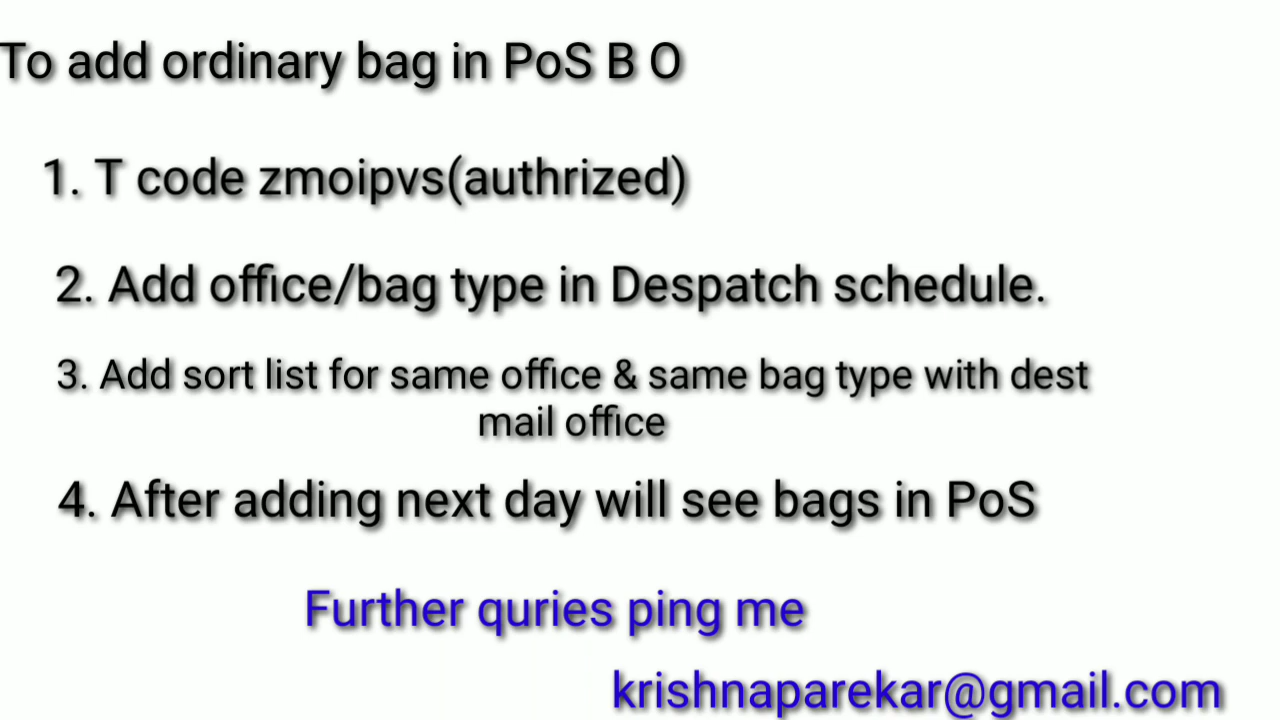 To add ordinary bag in PoS B O
1. T code zmoipvs(authrized)
2. Add office/bag type in Despatch schedule.
3. Add sort list for same office & same bag type with dest
mail office
4. After adding next day will see bags in PoS
Further quries ping me
krishnaparekar@gmail.com